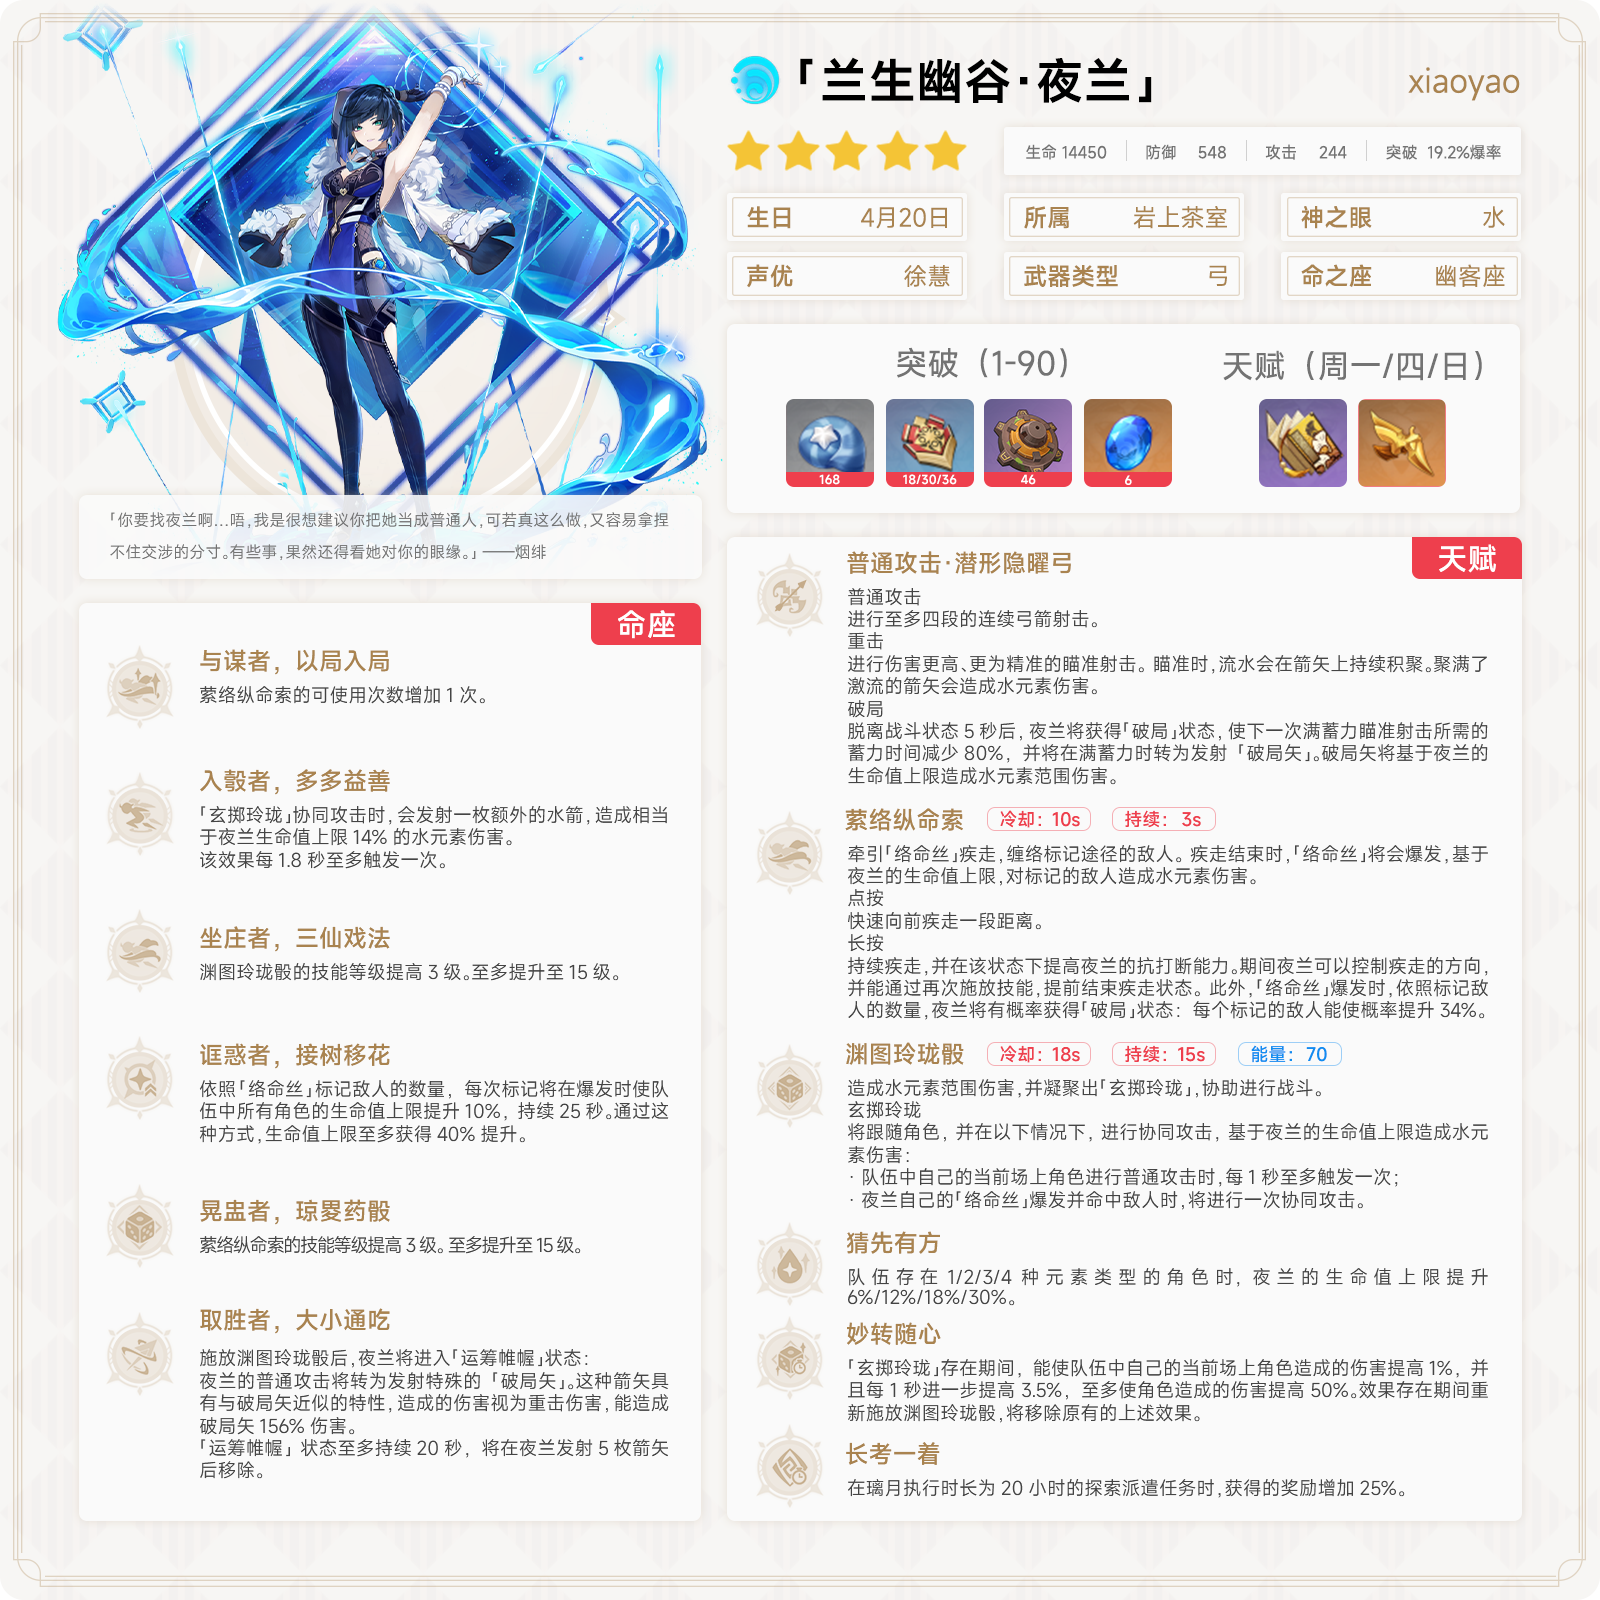 「兰生幽谷·夜兰」
xiaoyao
生命 14450 防御 548 攻击 244 突破 19.2%爆率
生日 4月20日
所属 岩上茶室
神之眼 水
声优 徐慧
武器类型 弓
命之座 幽客座
突破（1-90）
168
18/30/36
46
6
天赋（周一/四/日）
「你要找夜兰啊…唔,我是很想建议你把她当成普通人,可若真这么做,又容易拿捏
不住交涉的分寸。有些事,果然还得看她对你的眼缘。」——烟绯
命座
与谋者，以局入局
萦络纵命索的可使用次数增加 1 次。
入彀者，多多益善
「玄掷玲珑」协同攻击时, 会发射一枚额外的水箭, 造成相当
于夜兰生命值上限 14% 的水元素伤害。
该效果每 1.8 秒至多触发一次。
坐庄者，三仙戏法
渊图玲珑骰的技能等级提高 3 级。至多提升至 15 级。
诓惑者，接树移花
依照「络命丝」标记敌人的数量，每次标记将在爆发时使队
伍中所有角色的生命值上限提升 10%，持续 25 秒。通过这
种方式,生命值上限至多获得 40% 提升。
晃盅者，琼畟药骰
萦络纵命索的技能等级提高 3 级。至多提升至 15 级。
取胜者，大小通吃
施放渊图玲珑骰后,夜兰将进入「运筹帷幄」状态：
夜兰的普通攻击将转为发射特殊的「破局矢」。这种箭矢具
有与破局矢近似的特性，造成的伤害视为重击伤害,能造成
破局矢 156% 伤害。
「运筹帷幄」状态至多持续 20 秒，将在夜兰发射 5 枚箭矢
后移除。
天赋
普通攻击·潜形隐曜弓
普通攻击
进行至多四段的连续弓箭射击。
重击
进行伤害更高、更为精准的瞄准射击。瞄准时,流水会在箭矢上持续积聚。聚满了
激流的箭矢会造成水元素伤害。
破局
脱离战斗状态 5 秒后, 夜兰将获得「破局」状态, 使下一次满蓄力瞄准射击所需的
蓄力时间减少 80%，并将在满蓄力时转为发射「破局矢」。破局矢将基于夜兰的
生命值上限造成水元素范围伤害。
萦络纵命索 冷却：10s 持续：3s
牵引「络命丝」疾走,缠络标记途径的敌人。疾走结束时,「络命丝」将会爆发,基于
夜兰的生命值上限,对标记的敌人造成水元素伤害。
点按
快速向前疾走一段距离。
长按
持续疾走,并在该状态下提高夜兰的抗打断能力。期间夜兰可以控制疾走的方向,
并能通过再次施放技能,提前结束疾走状态。此外,「络命丝」爆发时,依照标记敌
人的数量,夜兰将有概率获得「破局」状态：每个标记的敌人能使概率提升 34%。
渊图玲珑骰 冷却：18s 持续：15s 能量：70
造成水元素范围伤害,并凝聚出「玄掷玲珑」,协助进行战斗。
玄掷玲珑
将跟随角色，并在以下情况下，进行协同攻击，基于夜兰的生命值上限造成水元
素伤害：
· 队伍中自己的当前场上角色进行普通攻击时,每 1 秒至多触发一次；
· 夜兰自己的「络命丝」爆发并命中敌人时,将进行一次协同攻击。
猜先有方
队伍存在 1/2/3/4 种元素类型的角色时, 夜兰的生命值上限提升
6%/12%/18%/30%。
妙转随心
「玄掷玲珑」存在期间，能使队伍中自己的当前场上角色造成的伤害提高 1%，并
且每 1 秒进一步提高 3.5%，至多使角色造成的伤害提高 50%。效果存在期间重
新施放渊图玲珑骰,将移除原有的上述效果。
长考一着
在璃月执行时长为 20 小时的探索派遣任务时,获得的奖励增加 25%。